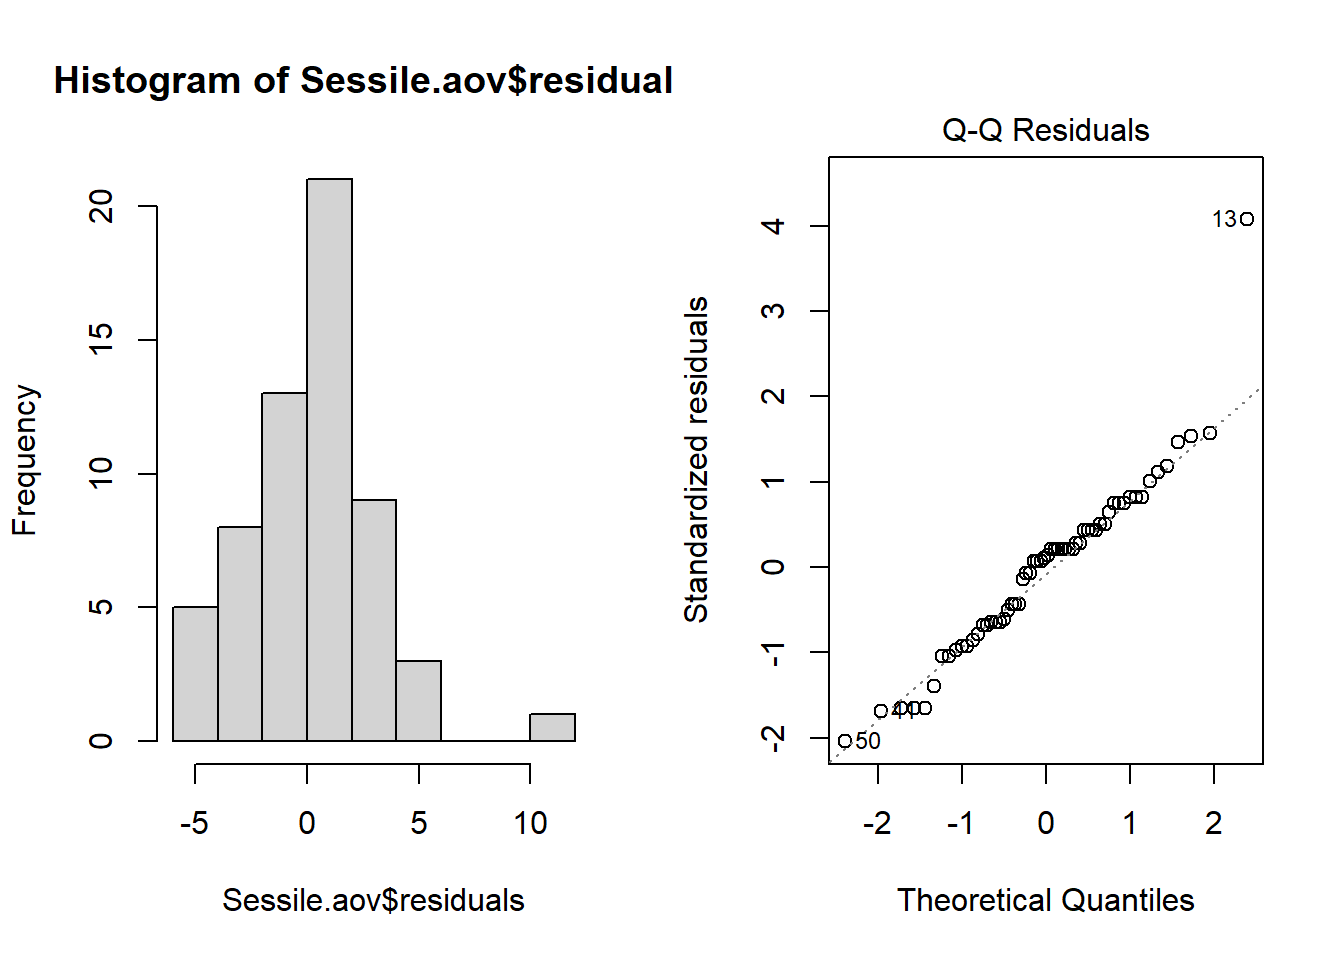 Histogram of Sessile.aov$residual
Frequency
20
15
10
5
0
-5 0 5 10
Sessile.aov$residuals
Q-Q Residuals
Standardized residuals
4
3
2
1
0
-1
-2
13
41
50
-2 -1 0 1 2
Theoretical Quantiles